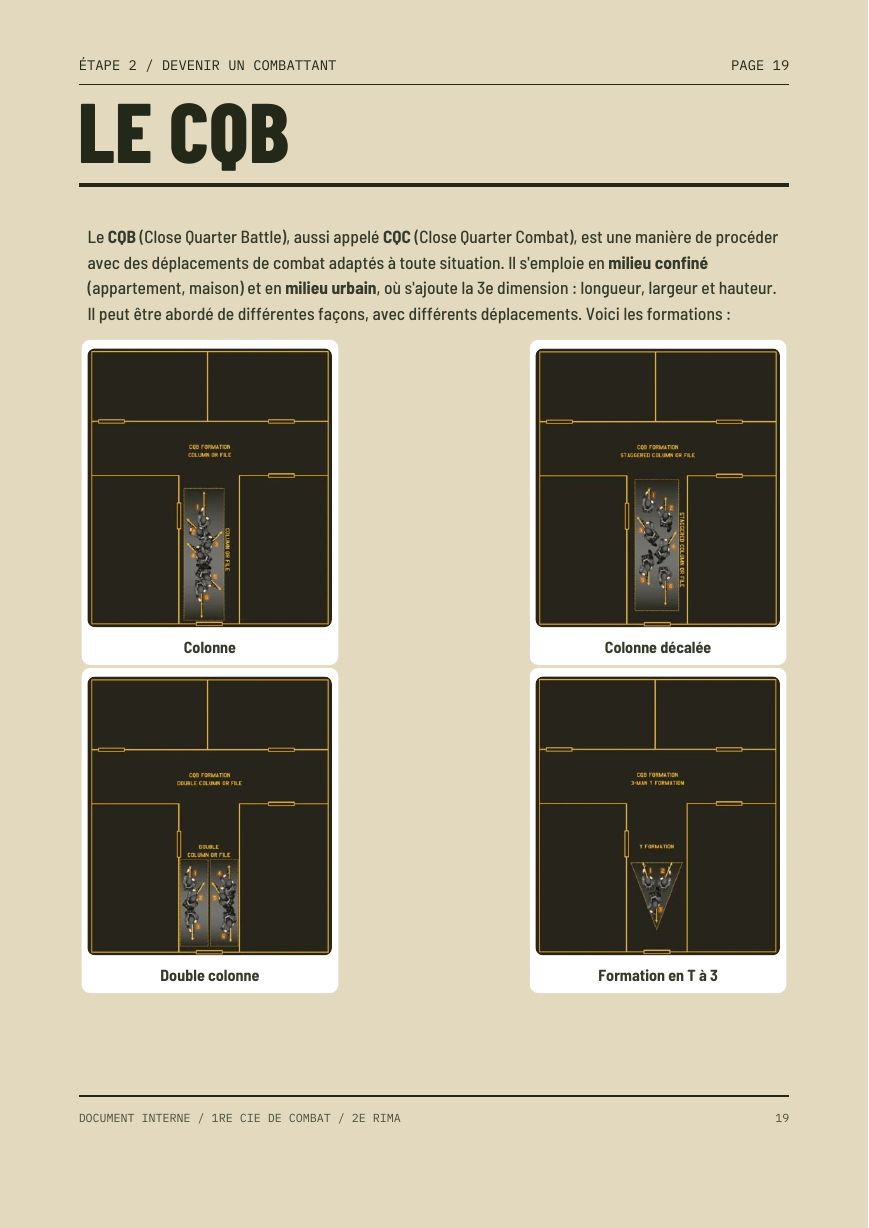 ÉTAPE 2 / DEVENIR UN COMBATTANT
PAGE 19
LE CQB
Le CQB (Close Quarter Battle), aussi appelé CQC (Close Quarter Combat), est une manière de procéder
avec des déplacements de combat adaptés à toute situation. Il s'emploie en milieu confiné
(appartement, maison) et en milieu urbain, où s'ajoute la 3e dimension : longueur, largeur et hauteur.
Il peut être abordé de différentes façons, avec différents déplacements. Voici les formations :
CQB FORMATION
COLUMN OR FILE
COLUMN OR FILE
Colonne
CQB FORMATION
STAGGERED COLUMN OR FILE
STAGGERED COLUMN OR FILE
Colonne décalée
CQB FORMATION
DOUBLE COLUMN OR FILE
DOUBLE
COLUMN OR FILE
Double colonne
CQB FORMATION
3-MAN T FORMATION
FORMATION
Formation en T à 3
DOCUMENT INTERNE / 1RE CIE DE COMBAT / 2E RIMA
19